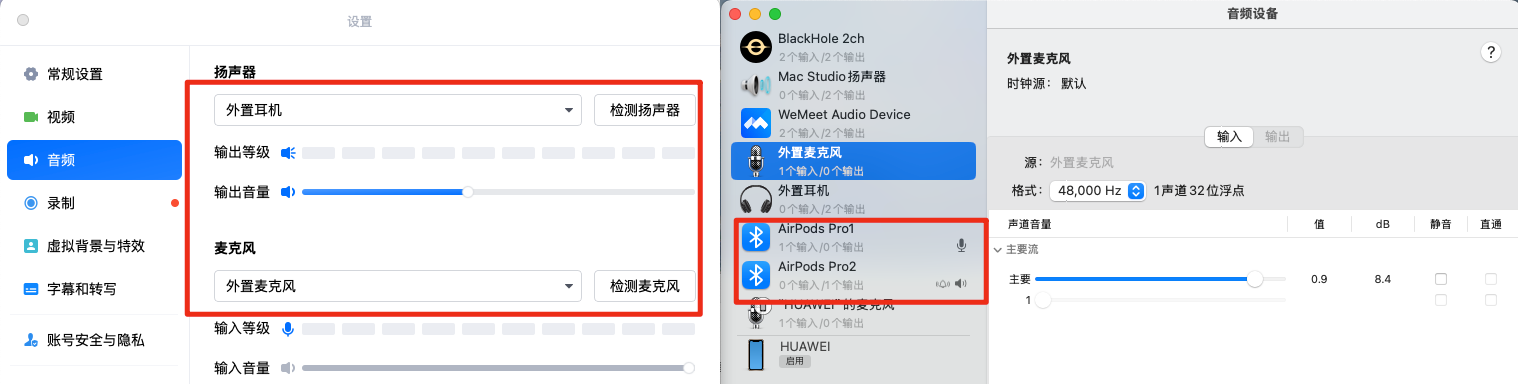 设置
常规设置
视频
音频
录制
虚拟背景与特效
字幕和转写
账号安全与隐私
扬声器
外置耳机
检测扬声器
输出等级
输出音量
麦克风
外置麦克风
检测麦克风
输入等级
输入音量
BlackHole 2ch
2个输入/2个输出
Mac Studio扬声器
0个输入/2个输出
WeMeet Audio Device
2个输入/2个输出
外置麦克风
1个输入/0个输出
外置耳机
0个输入/2个输出
AirPods Pro1
1个输入/0个输出
AirPods Pro2
0个输入/1个输出
"HUAWEI"的麦克风
1个输入/0个输出
HUAWEI
启用
音频设备
外置麦克风
?
时钟源： 默认
输入 输出
源： 外置麦克风
格式： 48,000 Hz 1声道 32位浮点
声道音量 值 dB 静音 直通
主要流
主要 0.9 8.4
1